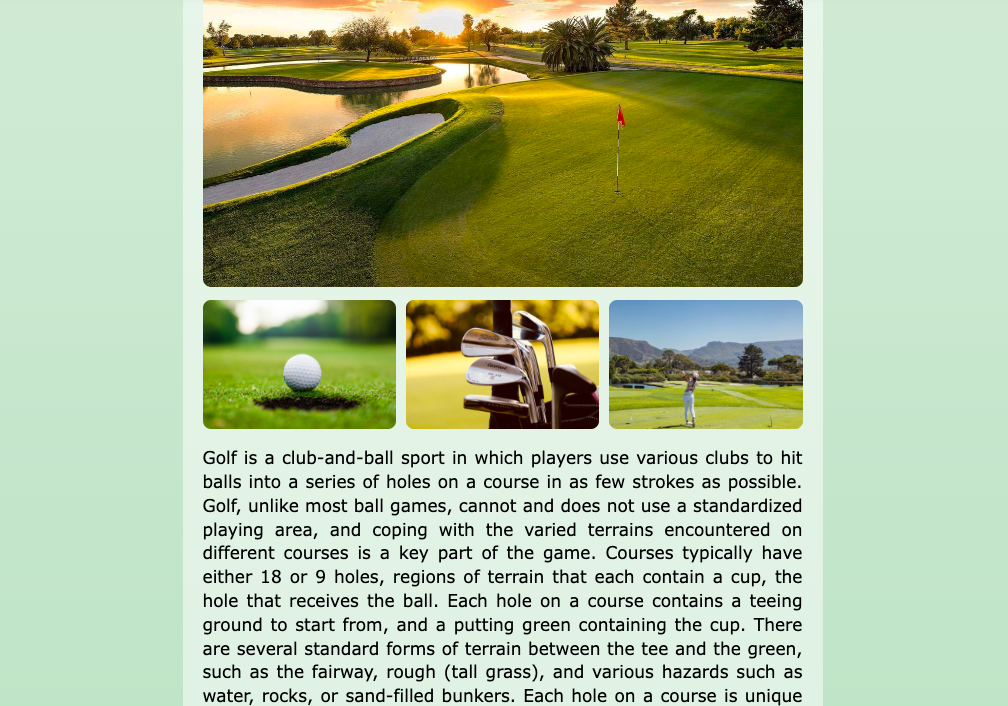 Golf is a club-and-ball sport in which players use various clubs to hit
balls into a series of holes on a course in as few strokes as possible.
Golf, unlike most ball games, cannot and does not use a standardized
playing area, and coping with the varied terrains encountered on
different courses is a key part of the game. Courses typically have
either 18 or 9 holes, regions of terrain that each contain a cup, the
hole that receives the ball. Each hole on a course contains a teeing
ground to start from, and a putting green containing the cup. There
are several standard forms of terrain between the tee and the green,
such as the fairway, rough (tall grass), and various hazards such as
water, rocks, or sand-filled bunkers. Each hole on a course is unique